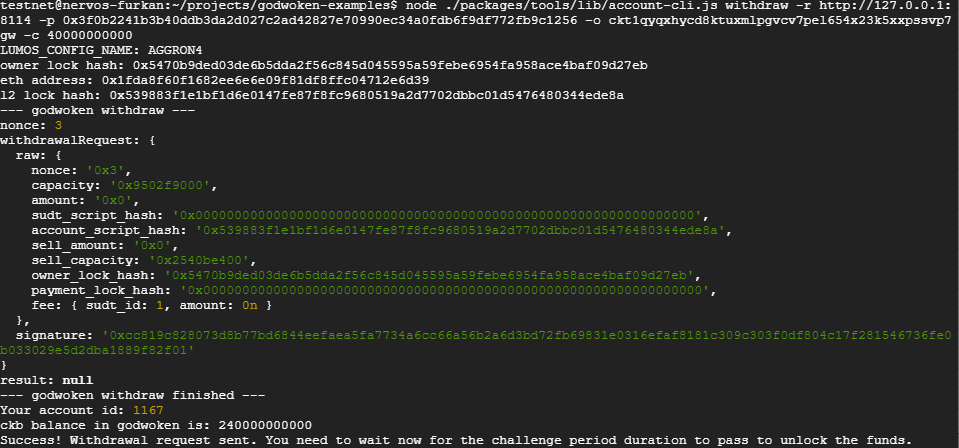 testnet@nervos-furkan:~/projects/godwoken-examples$ node ./packages/tools/lib/account-cli.js withdraw -r http://127.0.0.1:
8114 -p 0x3f0b2241b3b40ddb3da2d027c2ad42827e70990ec34a0fdb6f9df772fb9c1256 -o ckt1qyqxhycd8ktuxmlpgvcv7pel654x23k5xxpssvp7
gw -c 40000000000
LUMOS_CONFIG_NAME: AGGRON4
owner lock hash: 0x5470b9ded03de6b5dda2f56c845d045595a59febe6954fa958ace4baf09d27eb
eth address: 0x1fda8f60f1682ee6e6e09f81df8ffc04712e6d39
l2 lock hash: 0x539883f1e1bf1d6e0147fe87f8fc9680519a2d7702dbbc01d5476480344ede8a
--- godwoken withdraw ---
nonce: 3
withdrawalRequest: {
raw: {
nonce: '0x3',
capacity: '0x9502f9000',
amount: '0x0',
sudt_script_hash: '0x0000000000000000000000000000000000000000000000000000000000000000',
account_script_hash: '0x539883f1e1bf1d6e0147fe87f8fc9680519a2d7702dbbc01d5476480344ede8a',
sell_amount: '0x0',
sell_capacity: '0x2540be400',
owner_lock_hash: '0x5470b9ded03de6b5dda2f56c845d045595a59febe6954fa958ace4baf09d27eb',
payment_lock_hash: '0x0000000000000000000000000000000000000000000000000000000000000000',
fee: { sudt_id: 1, amount: 0n }
},
signature: '0xcc819c828073d8b77bd6844eefaea5fa7734a6cc66a56b2a6d3bd72fb69831e0316efaf8181c309c303f0df804c17f281546736fe0
b033029e5d2dba1889f82f01'
}
result: null
--- godwoken withdraw finished ---
Your account id: 1167
ckb balance in godwoken is: 240000000000
Success! Withdrawal request sent. You need to wait now for the challenge period duration to pass to unlock the funds.